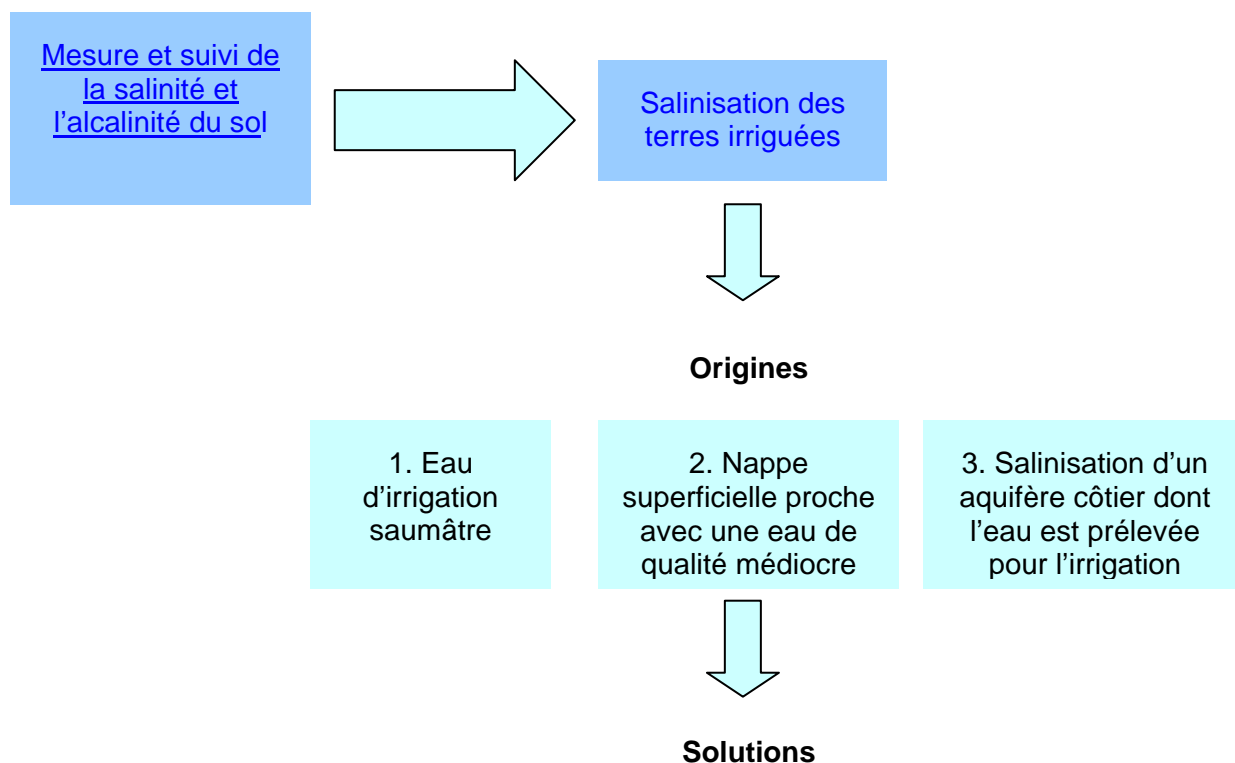 Mesure et suivi de
la salinité et
l’alcalinité du sol
Salinisation des
terres irriguées
Origines
1. Eau
d’irrigation
saumâtre
2. Nappe
superficielle proche
avec une eau de
qualité médiocre
3. Salinisation d’un
aquifère côtier dont
l’eau est prélevée
pour l’irrigation
Solutions